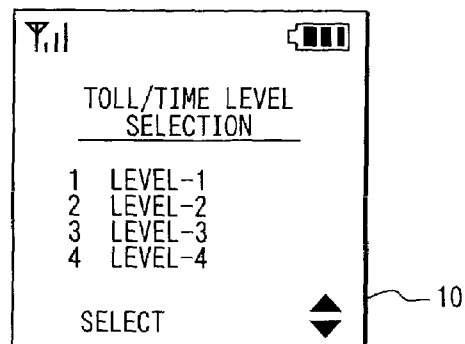 TOLL/TIME LEVEL
SELECTION
1 LEVEL-1
2 LEVEL-2
3 LEVEL-3
4 LEVEL-4
SELECT
10